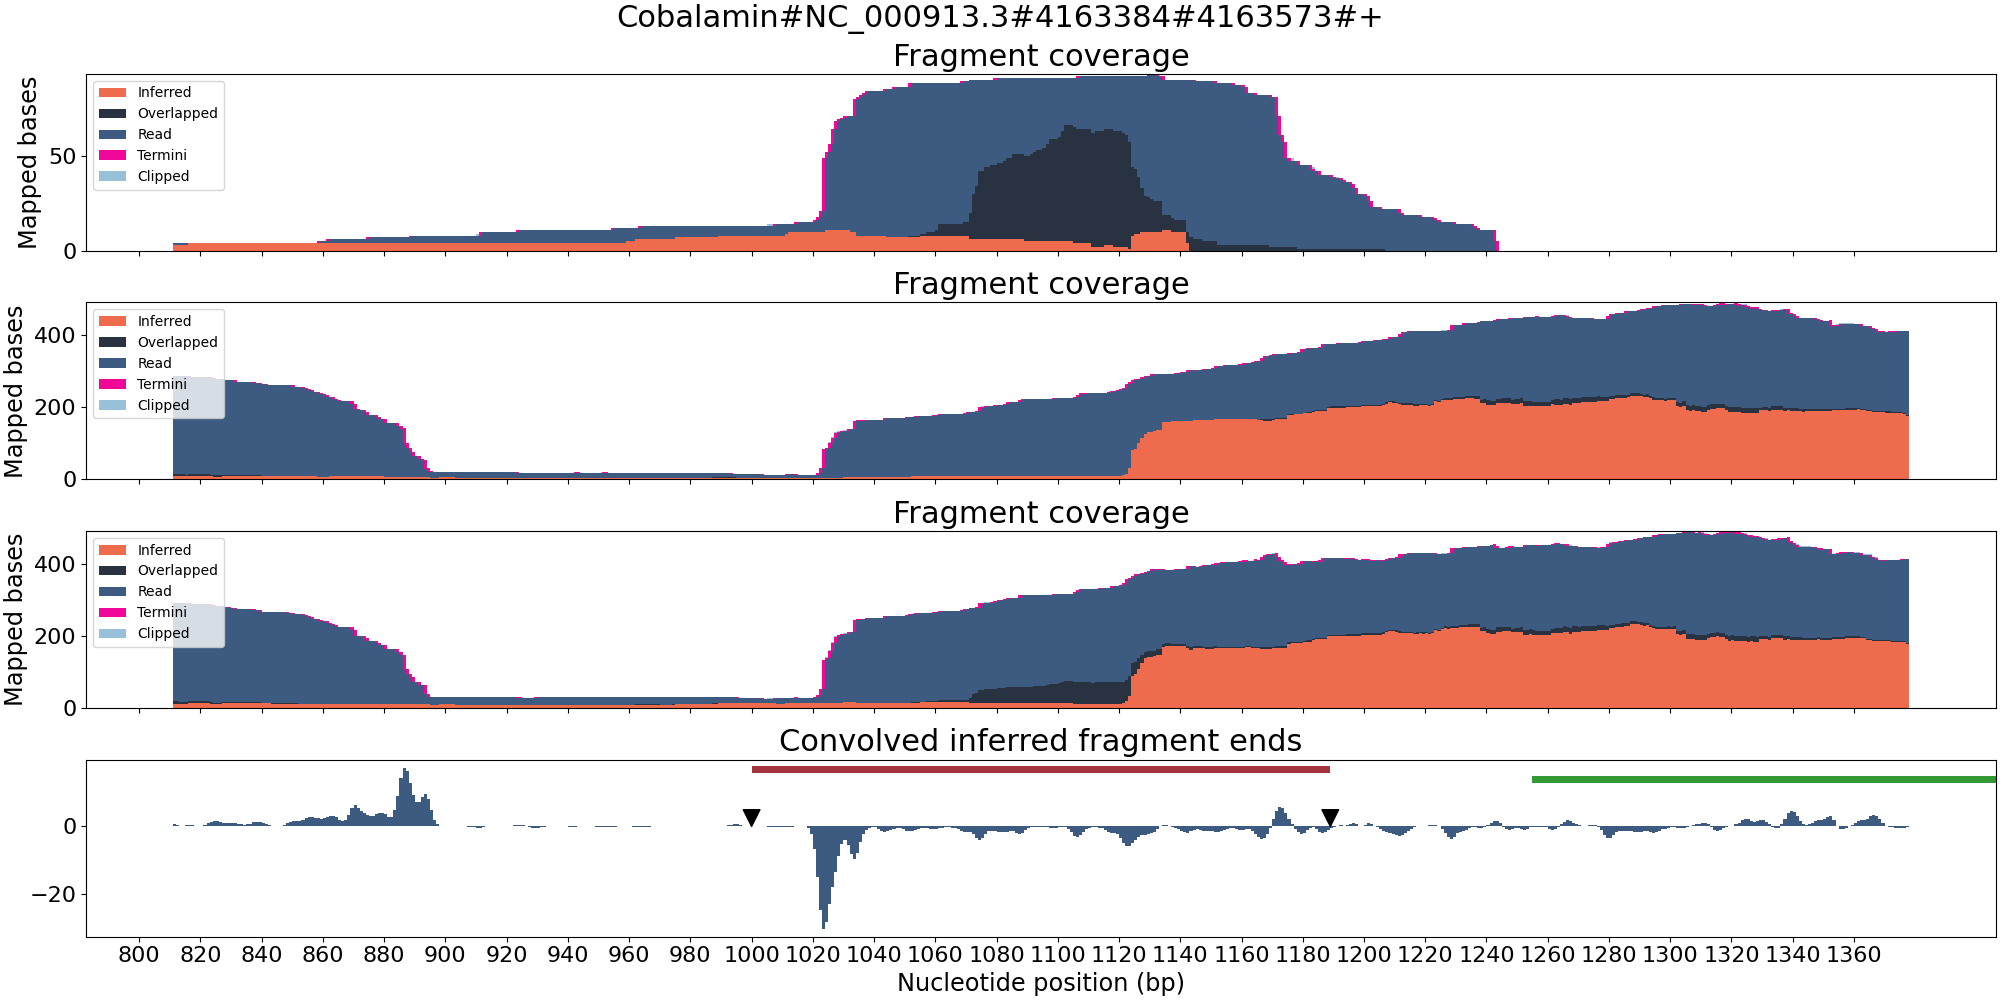 Cobalamin#NC_000913.3#4163384#4163573#+
Fragment coverage
Mapped bases
50
0
Inferred
Overlapped
Read
Termini
Clipped
Fragment coverage
Mapped bases
400
200
0
Inferred
Overlapped
Read
Termini
Clipped
Fragment coverage
Mapped bases
400
200
0
Inferred
Overlapped
Read
Termini
Clipped
Convolved inferred fragment ends
0
−20
800 820 840 860 880 900 920 940 960 980 1000 1020 1040 1060 1080 1100 1120 1140 1160 1180 1200 1220 1240 1260 1280 1300 1320 1340 1360
Nucleotide position (bp)